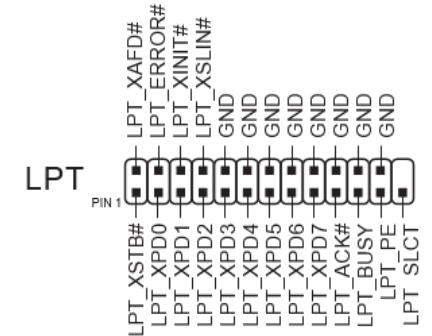 LPT_XAFD#
LPT_ERROR#
LPT_XINIT#
LPT_XSLIN#
GND
GND
GND
GND
GND
GND
GND
GND
LPT
PIN 1
LPT_XSTB#
LPT_XPD0
LPT_XPD1
LPT_XPD2
LPT_XPD3
LPT_XPD4
LPT_XPD5
LPT_XPD6
LPT_XPD7
LPT_ACK#
LPT_BUSY
LPT_PE
LPT_SLCT